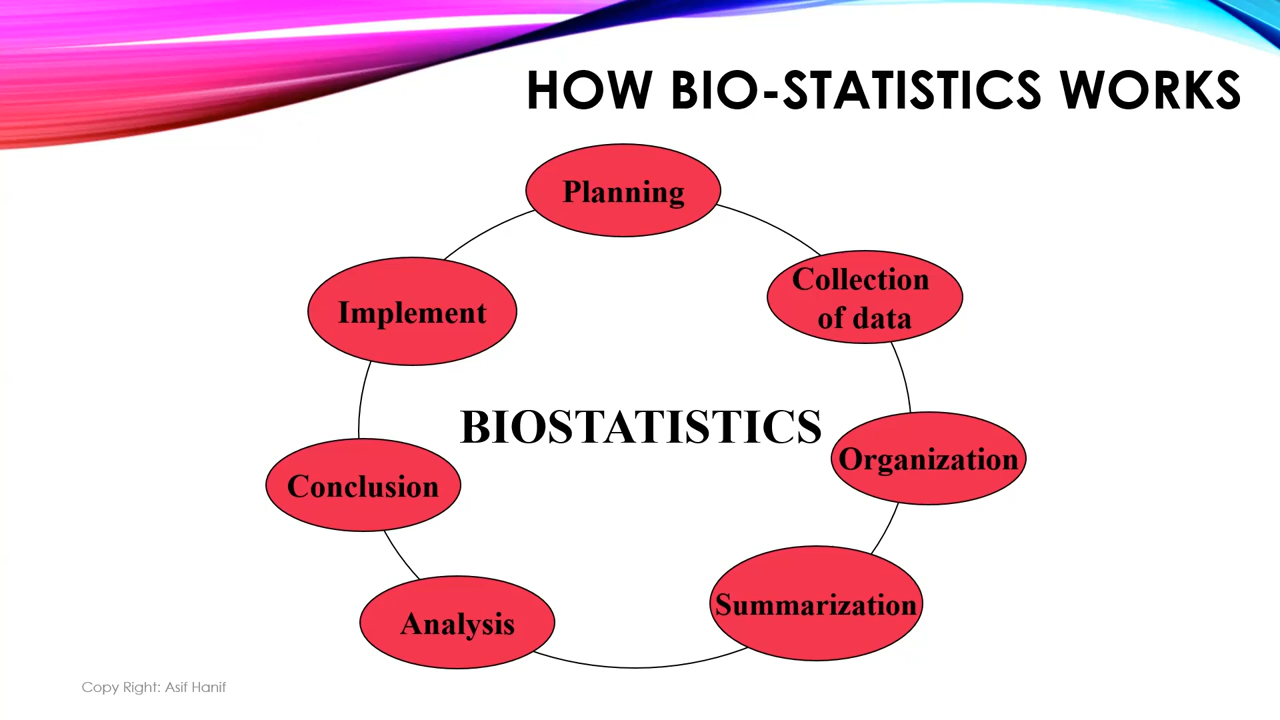 HOW BIO-STATISTICS WORKS
Planning
Collection
of data
Organization
Summarization
Analysis
Conclusion
Implement
BIOSTATISTICS
Copy Right: Asif Hanif